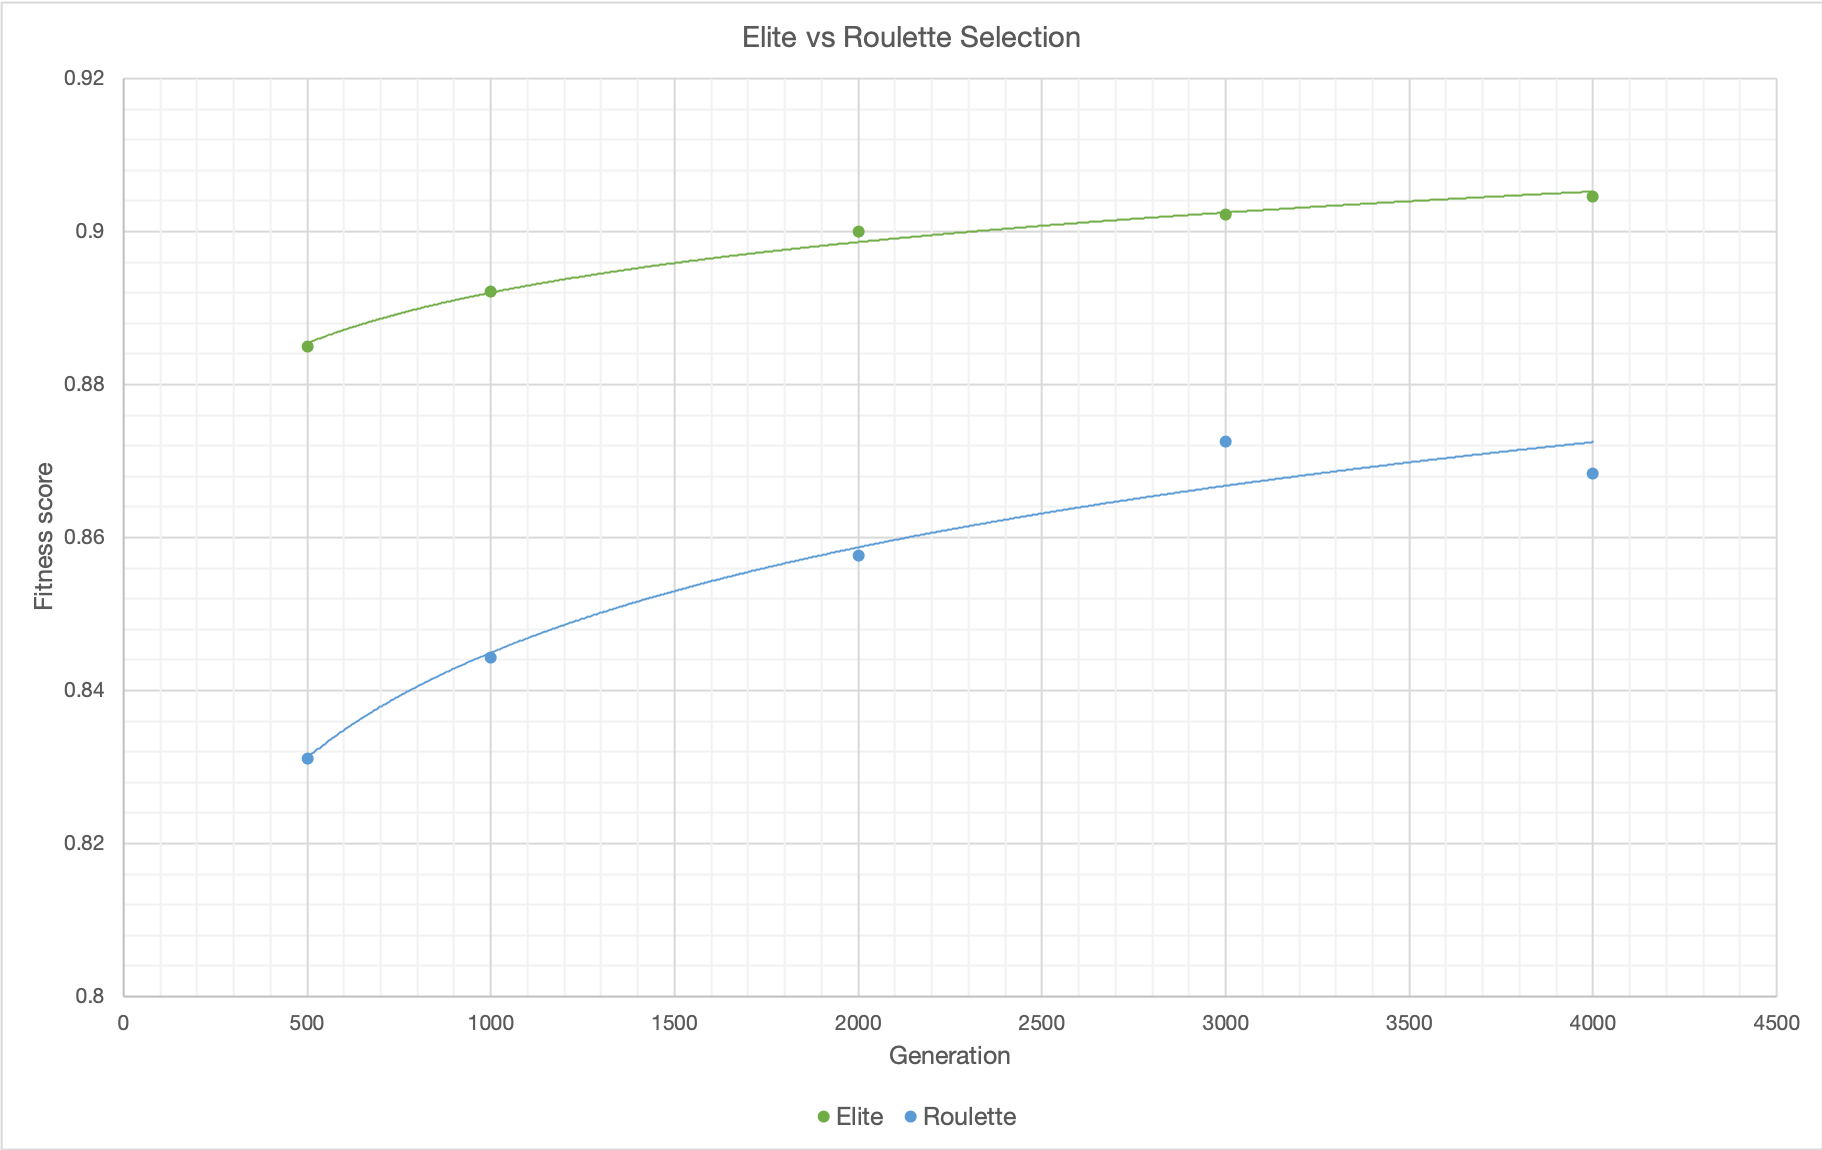 Elite vs Roulette Selection
0.92
0.9
0.88
0.86
0.84
0.82
0.8
Fitness score
0 500 1000 1500 2000 2500 3000 3500 4000 4500
Generation
Elite Roulette